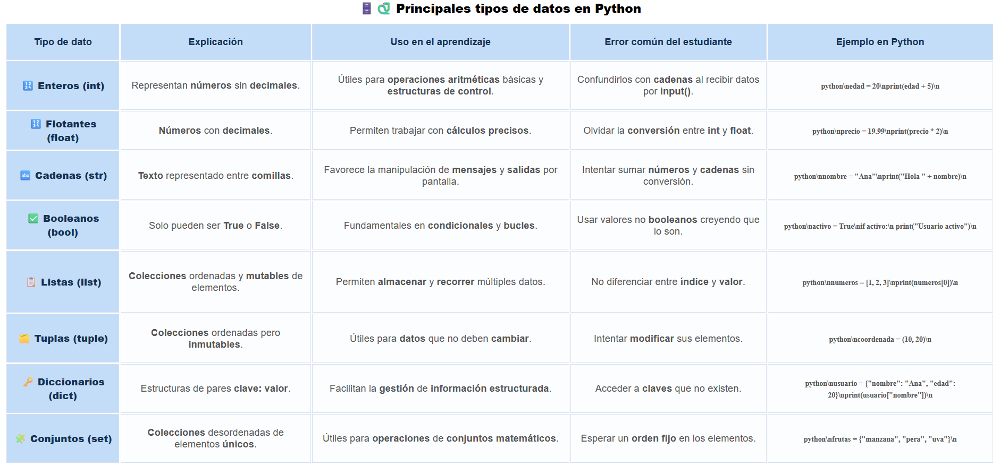 Principales tipos de datos en Python
Tipo de dato
Explicación
Uso en el aprendizaje
Error común del estudiante
Ejemplo en Python
Enteros (int)
Representan números sin decimales.
Útiles para operaciones aritméticas básicas y
estructuras de control.
Confundirlos con cadenas al recibir datos
por input().
python\nedad = 20\nprint(edad + 5)\n
Flotantes
(float)
Números con decimales.
Permiten trabajar con cálculos precisos.
Olvidar la conversión entre int y float.
python\nprecio = 19.99\nprint(precio * 2)\n
Cadenas (str)
Texto representado entre comillas.
Favorece la manipulación de mensajes y salidas por
pantalla.
Intentar sumar números y cadenas sin
conversión.
python\nnombre = "Ana"\nprint("Hola " + nombre)\n
Booleanos
(bool)
Solo pueden ser True o False.
Fundamentales en condicionales y bucles.
Usar valores no booleanos creyendo que
lo son.
python\nactivo = True\nif activo:\n print("Usuario activo")\n
Listas (list)
Colecciones ordenadas y mutables de
elementos.
Permiten almacenar y recorrer múltiples datos.
No diferenciar entre índice y valor.
python\nnumeros = [1, 2, 3]\nprint(numeros[0])\n
Tuplas (tuple)
Colecciones ordenadas pero
inmutables.
Útiles para datos que no deben cambiar.
Intentar modificar sus elementos.
python\ncoordenada = (10, 20)\n
Diccionarios
(dict)
Estructuras de pares clave: valor.
Facilitan la gestión de información estructurada.
Acceder a claves que no existen.
python\nusuario = {"nombre": "Ana", "edad":
20}\nprint(usuario["nombre"])\n
Conjuntos (set)
Colecciones desordenadas de
elementos únicos.
Útiles para operaciones de conjuntos matemáticos.
Esperar un orden fijo en los elementos.
python\nfrutas = {"manzana", "pera", "uva"}\n